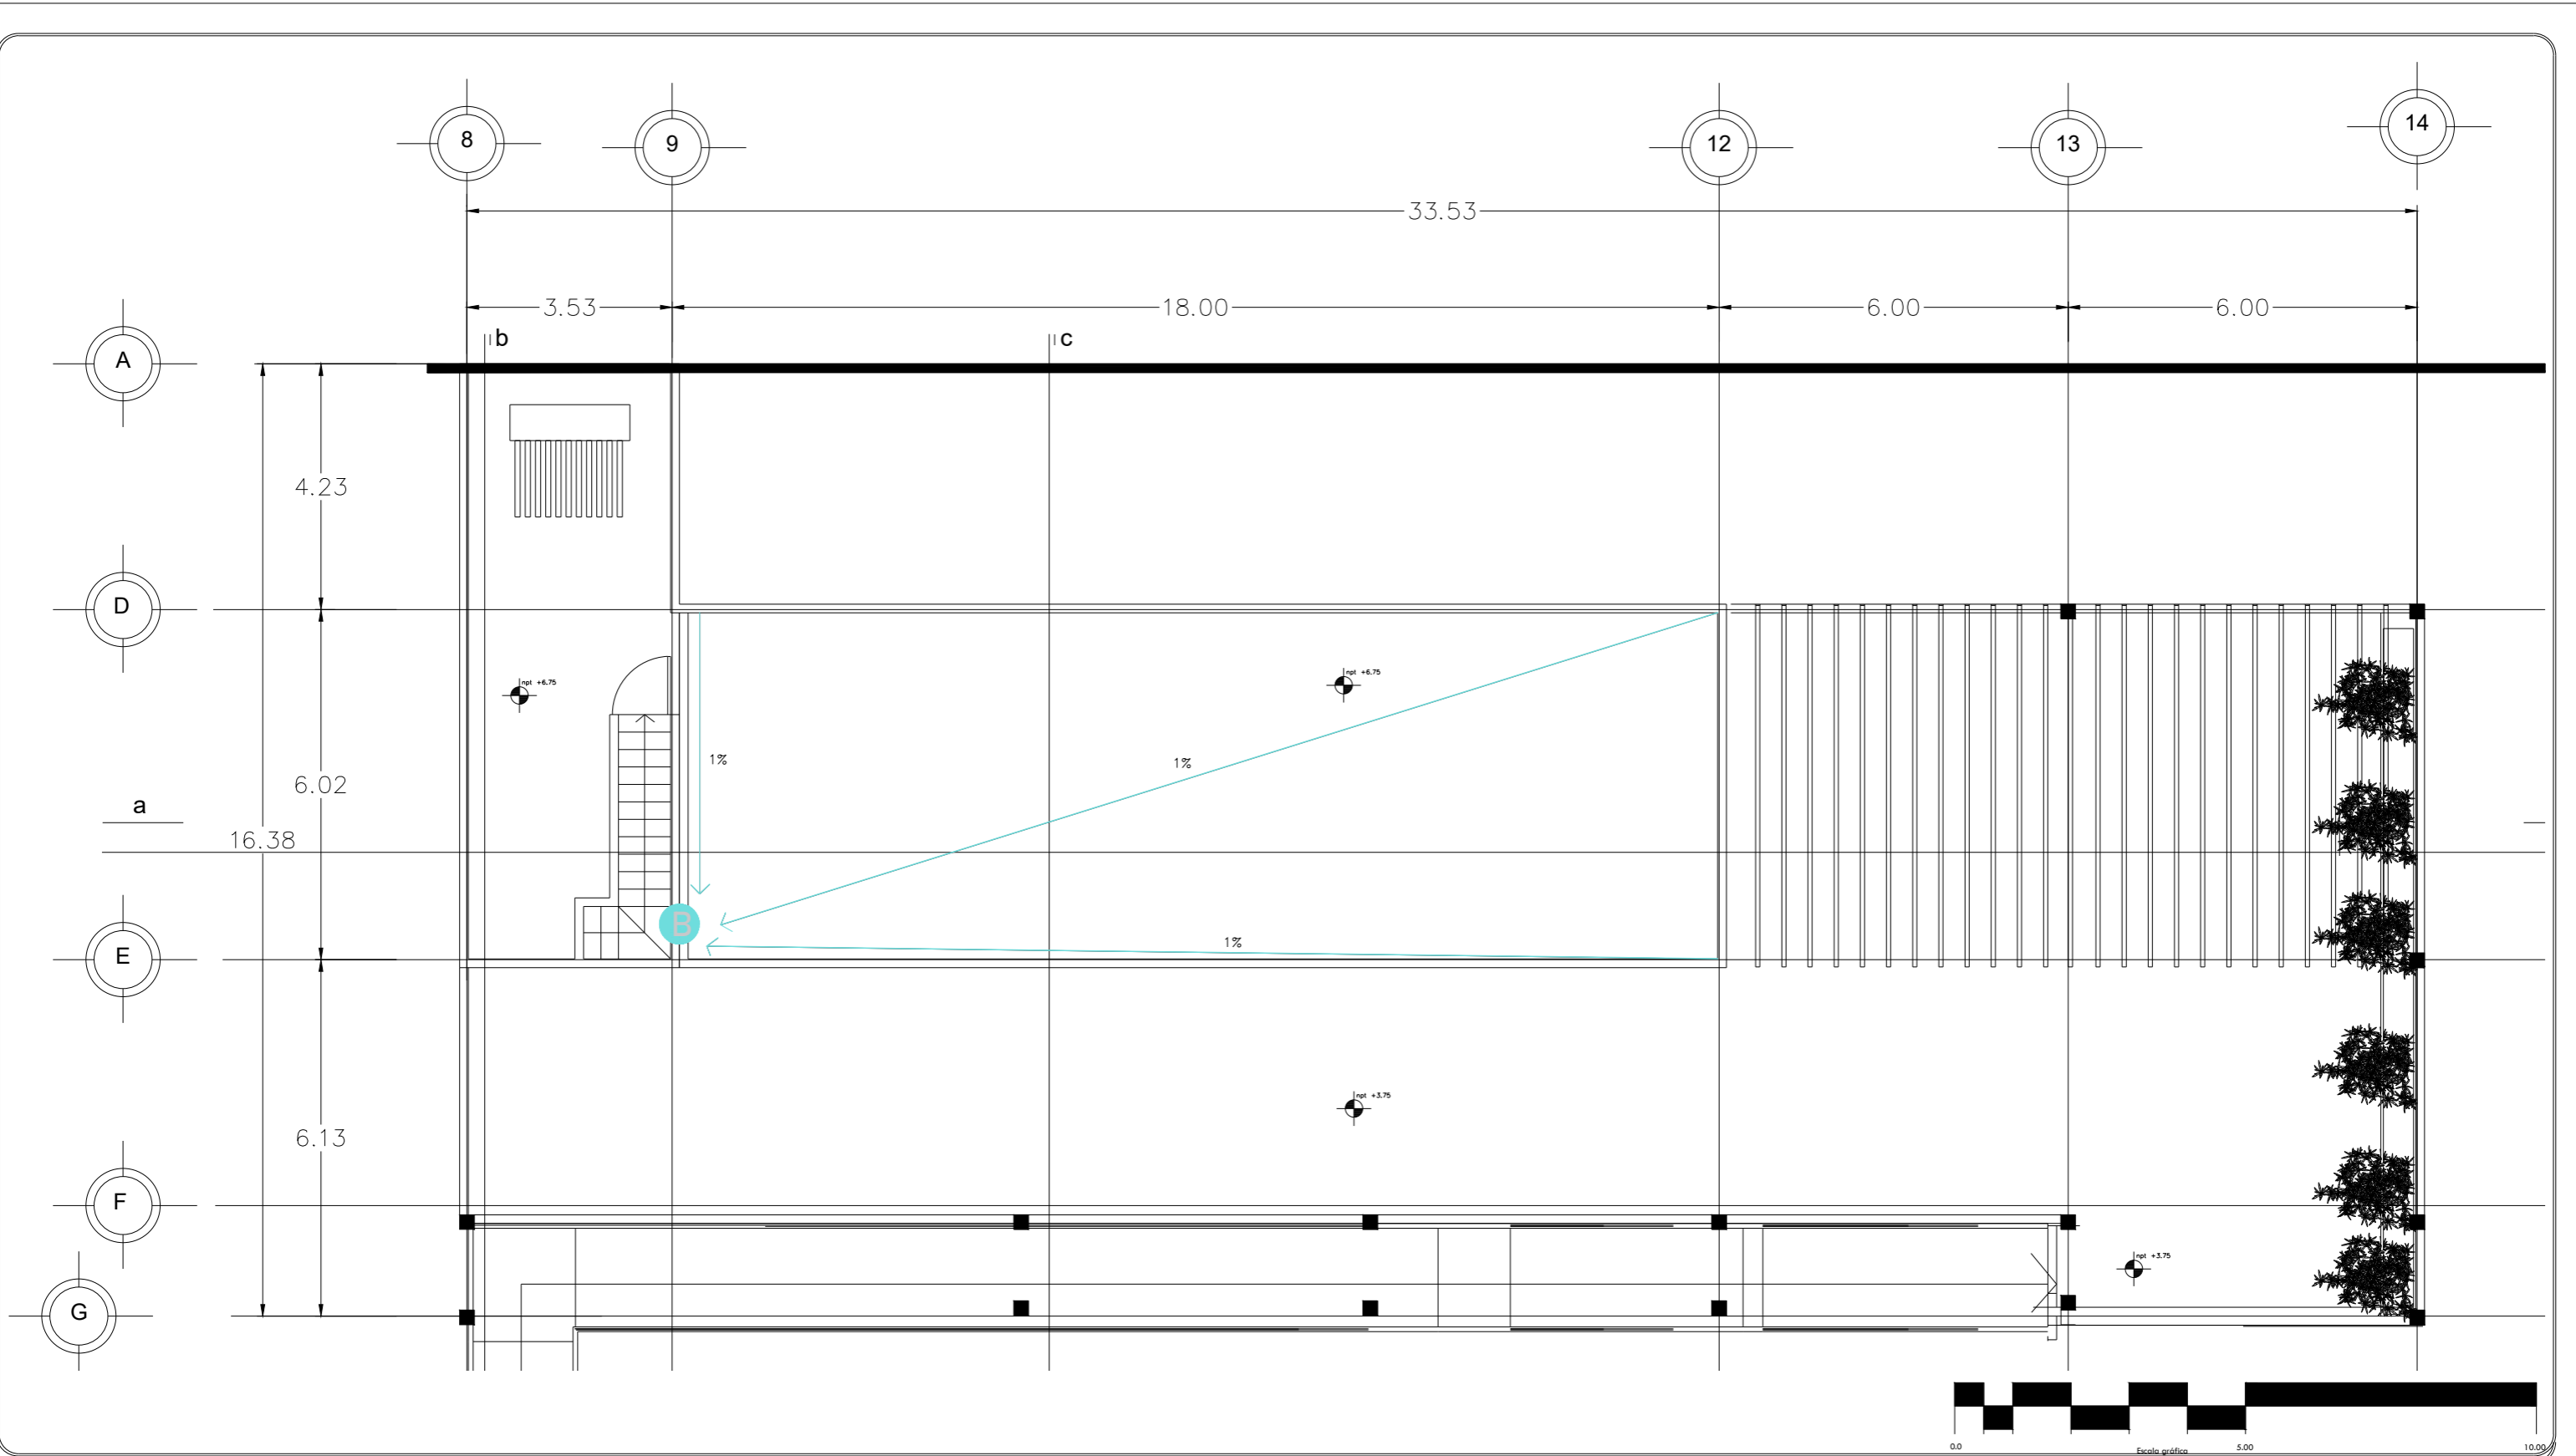 8
9
12
13
14
33.53
3.53
18.00
6.00
6.00
b
c
A
4.23
D
npt +6.75
npt +6.75
1%
1%
6.02
a
16.38
B
1%
E
npt +3.75
6.13
F
npt +3.75
G
0.0
Escala gráfica
5.00
10.00